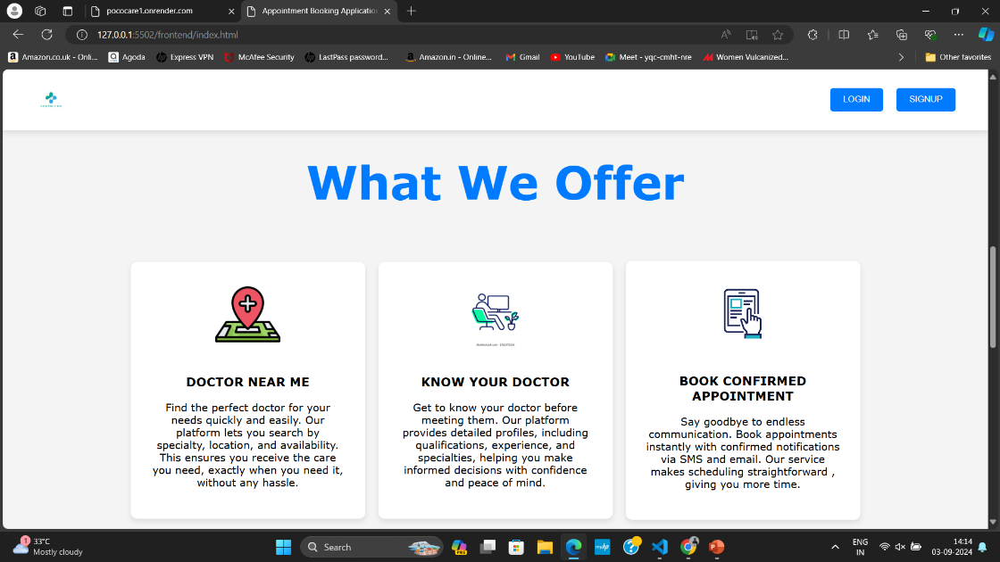 pococare1.onrender.com
Appointment Booking Application
127.0.0.1:5502/frontend/index.html
Amazon.co.uk - Onli...
Agoda
Express VPN
McAfee Security
LastPass password...
Amazon.in - Online...
Gmail
YouTube
Meet - yqc-cmht-nre
Women Vulcanized...
Other favorites
LOGIN
SIGNUP
What We Offer
DOCTOR NEAR ME
Find the perfect doctor for your
needs quickly and easily. Our
platform lets you search by
specialty, location, and availability.
This ensures you receive the care
you need, exactly when you need it,
without any hassle.
KNOW YOUR DOCTOR
Get to know your doctor before
meeting them. Our platform
provides detailed profiles, including
qualifications, experience, and
specialties, helping you make
informed decisions with confidence
and peace of mind.
BOOK CONFIRMED
APPOINTMENT
Say goodbye to endless
communication. Book appointments
instantly with confirmed notifications
via SMS and email. Our service
makes scheduling straightforward ,
giving you more time.
1
33°C
Mostly cloudy
Search
PRE
ENG
IN
14:14
03-09-2024